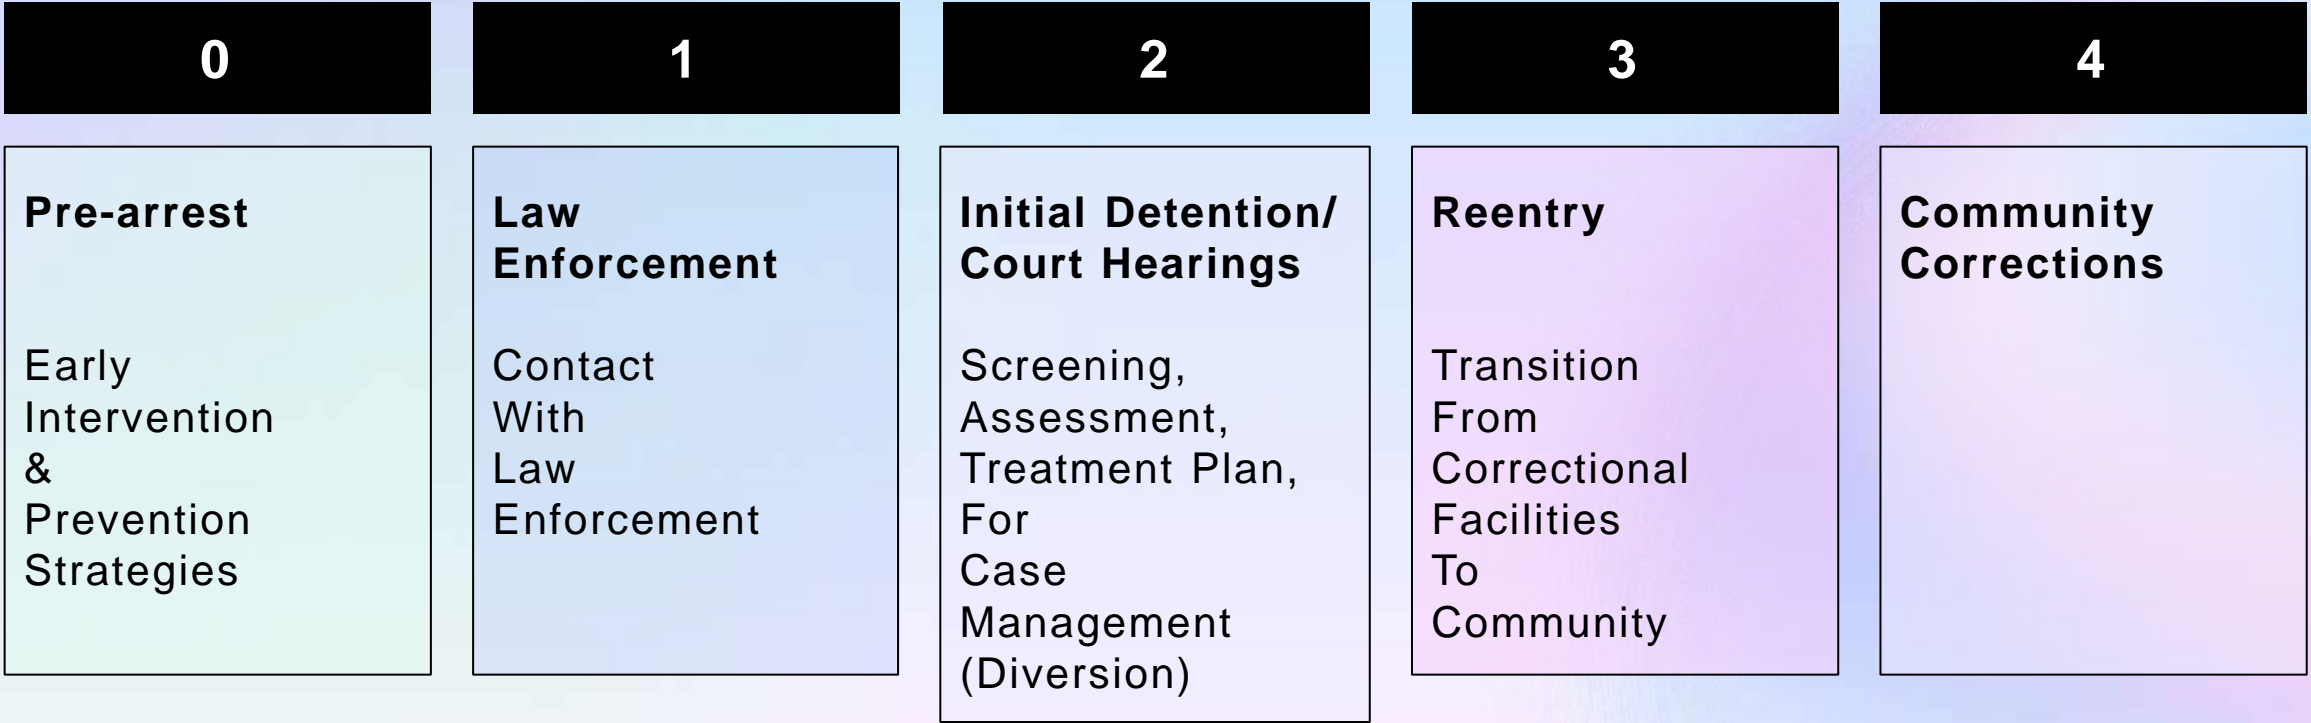 0
1
2
3
4
Pre-arrest
Early
Intervention
&
Prevention
Strategies
Law
Enforcement
Contact
With
Law
Enforcement
Initial Detention/
Court Hearings
Screening,
Assessment,
Treatment Plan,
For
Case
Management
(Diversion)
Reentry
Transition
From
Correctional
Facilities
To
Community
Community
Corrections